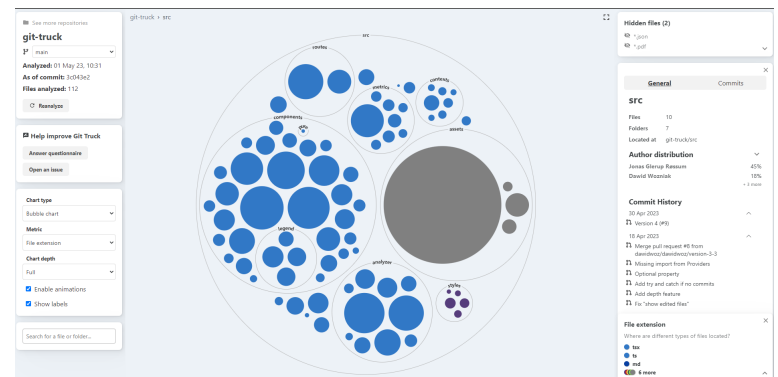 See more repositories
git-truck
main
Analyzed: 01 May 23, 10:31
As of commit: 3c043e2
Files analyzed: 112
Reanalyze
Help improve Git Truck
Answer questionnaire
Open an issue
Chart type
Bubble chart
Metric
File extension
Chart depth
Full
Enable animations
Show labels
Search for a file or folder...
git-truck › src
src
routes
metrics
contexts
components
assets
legend
analyzer
styles
Hidden files (2)
*.json
*.pdf
General
Commits
src
Files 10
Folders 7
Located at git-truck/src
Author distribution
Jonas Glerup Røssum 45%
Dawid Wozniak 18%
+ 3 more
Commit History
30 Apr 2023
Version 4 (#9)
18 Apr 2023
Merge pull request #8 from
dawidwoz/dawidwoz/version-3-3
Missing import from Providers
Optional property
Add try and catch if no commits
Add depth feature
Fix "show edited files"
File extension
Where are different types of files located?
tsx
ts
md
6 more